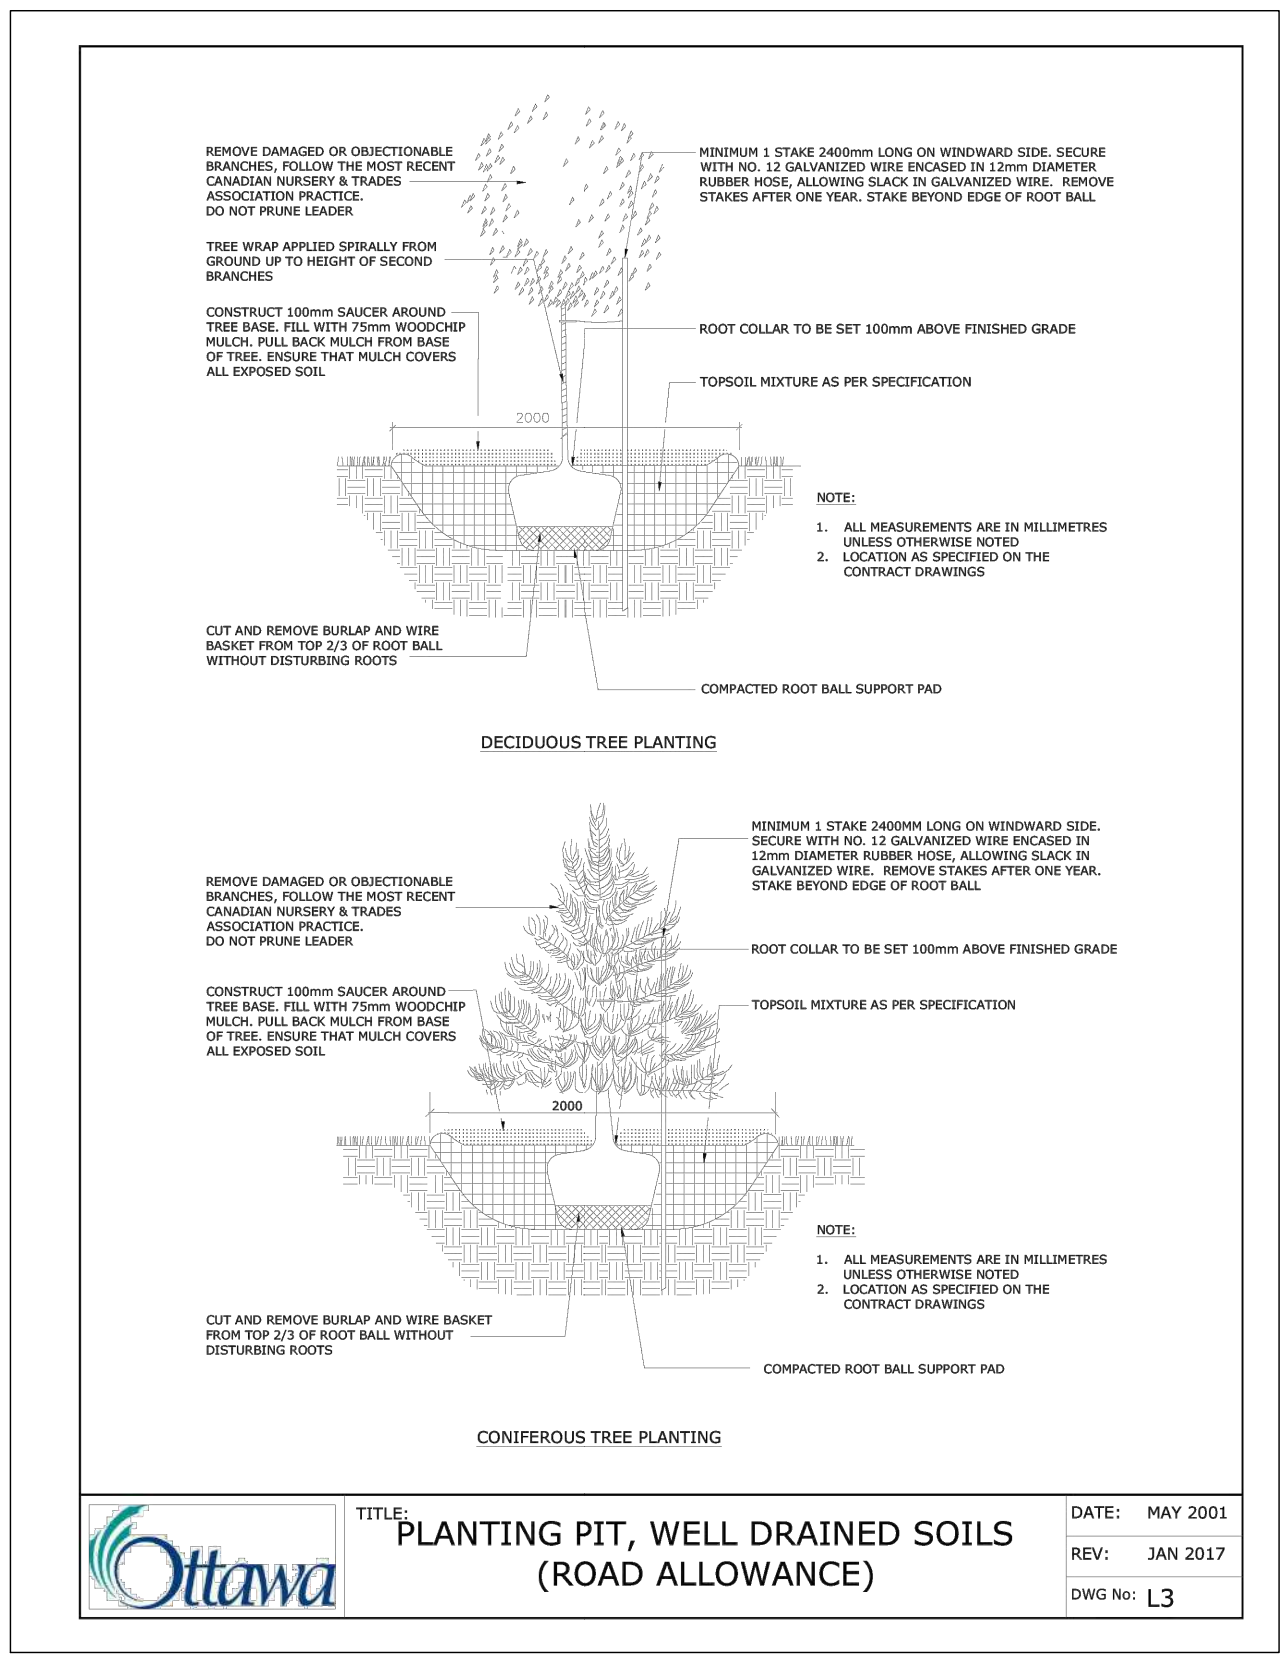 REMOVE DAMAGED OR OBJECTIONABLE
BRANCHES, FOLLOW THE MOST RECENT
CANADIAN NURSERY & TRADES
ASSOCIATION PRACTICE.
DO NOT PRUNE LEADER
MINIMUM 1 STAKE 2400mm LONG ON WINDWARD SIDE. SECURE
WITH NO. 12 GALVANIZED WIRE ENCASED IN 12mm DIAMETER
RUBBER HOSE, ALLOWING SLACK IN GALVANIZED WIRE. REMOVE
STAKES AFTER ONE YEAR. STAKE BEYOND EDGE OF ROOT BALL
TREE WRAP APPLIED SPIRALLY FROM
GROUND UP TO HEIGHT OF SECOND
BRANCHES
CONSTRUCT 100mm SAUCER AROUND
TREE BASE. FILL WITH 75mm WOODCHIP
MULCH. PULL BACK MULCH FROM BASE
OF TREE. ENSURE THAT MULCH COVERS
ALL EXPOSED SOIL
ROOT COLLAR TO BE SET 100mm ABOVE FINISHED GRADE
TOPSOIL MIXTURE AS PER SPECIFICATION
2000
NOTE:
1. ALL MEASUREMENTS ARE IN MILLIMETRES
UNLESS OTHERWISE NOTED
2. LOCATION AS SPECIFIED ON THE
CONTRACT DRAWINGS
CUT AND REMOVE BURLAP AND WIRE
BASKET FROM TOP 2/3 OF ROOT BALL
WITHOUT DISTURBING ROOTS
COMPACTED ROOT BALL SUPPORT PAD
DECIDUOUS TREE PLANTING
MINIMUM 1 STAKE 2400MM LONG ON WINDWARD SIDE.
SECURE WITH NO. 12 GALVANIZED WIRE ENCASED IN
12mm DIAMETER RUBBER HOSE, ALLOWING SLACK IN
GALVANIZED WIRE. REMOVE STAKES AFTER ONE YEAR.
STAKE BEYOND EDGE OF ROOT BALL
REMOVE DAMAGED OR OBJECTIONABLE
BRANCHES, FOLLOW THE MOST RECENT
CANADIAN NURSERY & TRADES
ASSOCIATION PRACTICE.
DO NOT PRUNE LEADER
ROOT COLLAR TO BE SET 100mm ABOVE FINISHED GRADE
CONSTRUCT 100mm SAUCER AROUND
TREE BASE. FILL WITH 75mm WOODCHIP
MULCH. PULL BACK MULCH FROM BASE
OF TREE. ENSURE THAT MULCH COVERS
ALL EXPOSED SOIL
TOPSOIL MIXTURE AS PER SPECIFICATION
2000
NOTE:
1. ALL MEASUREMENTS ARE IN MILLIMETRES
UNLESS OTHERWISE NOTED
2. LOCATION AS SPECIFIED ON THE
CONTRACT DRAWINGS
CUT AND REMOVE BURLAP AND WIRE BASKET
FROM TOP 2/3 OF ROOT BALL WITHOUT
DISTURBING ROOTS
COMPACTED ROOT BALL SUPPORT PAD
CONIFEROUS TREE PLANTING
Ottawa
TITLE:
PLANTING PIT, WELL DRAINED SOILS
(ROAD ALLOWANCE)
DATE: MAY 2001
REV: JAN 2017
DWG No: L3